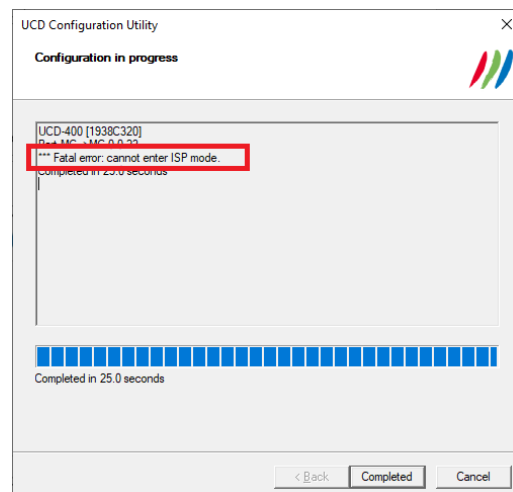 UCD Configuration Utility
Configuration in progress
UCD-400 [1938C320]
*** Fatal error: cannot enter ISP mode.
Completed in 25.0 seconds
Completed in 25.0 seconds
< Back
Completed
Cancel